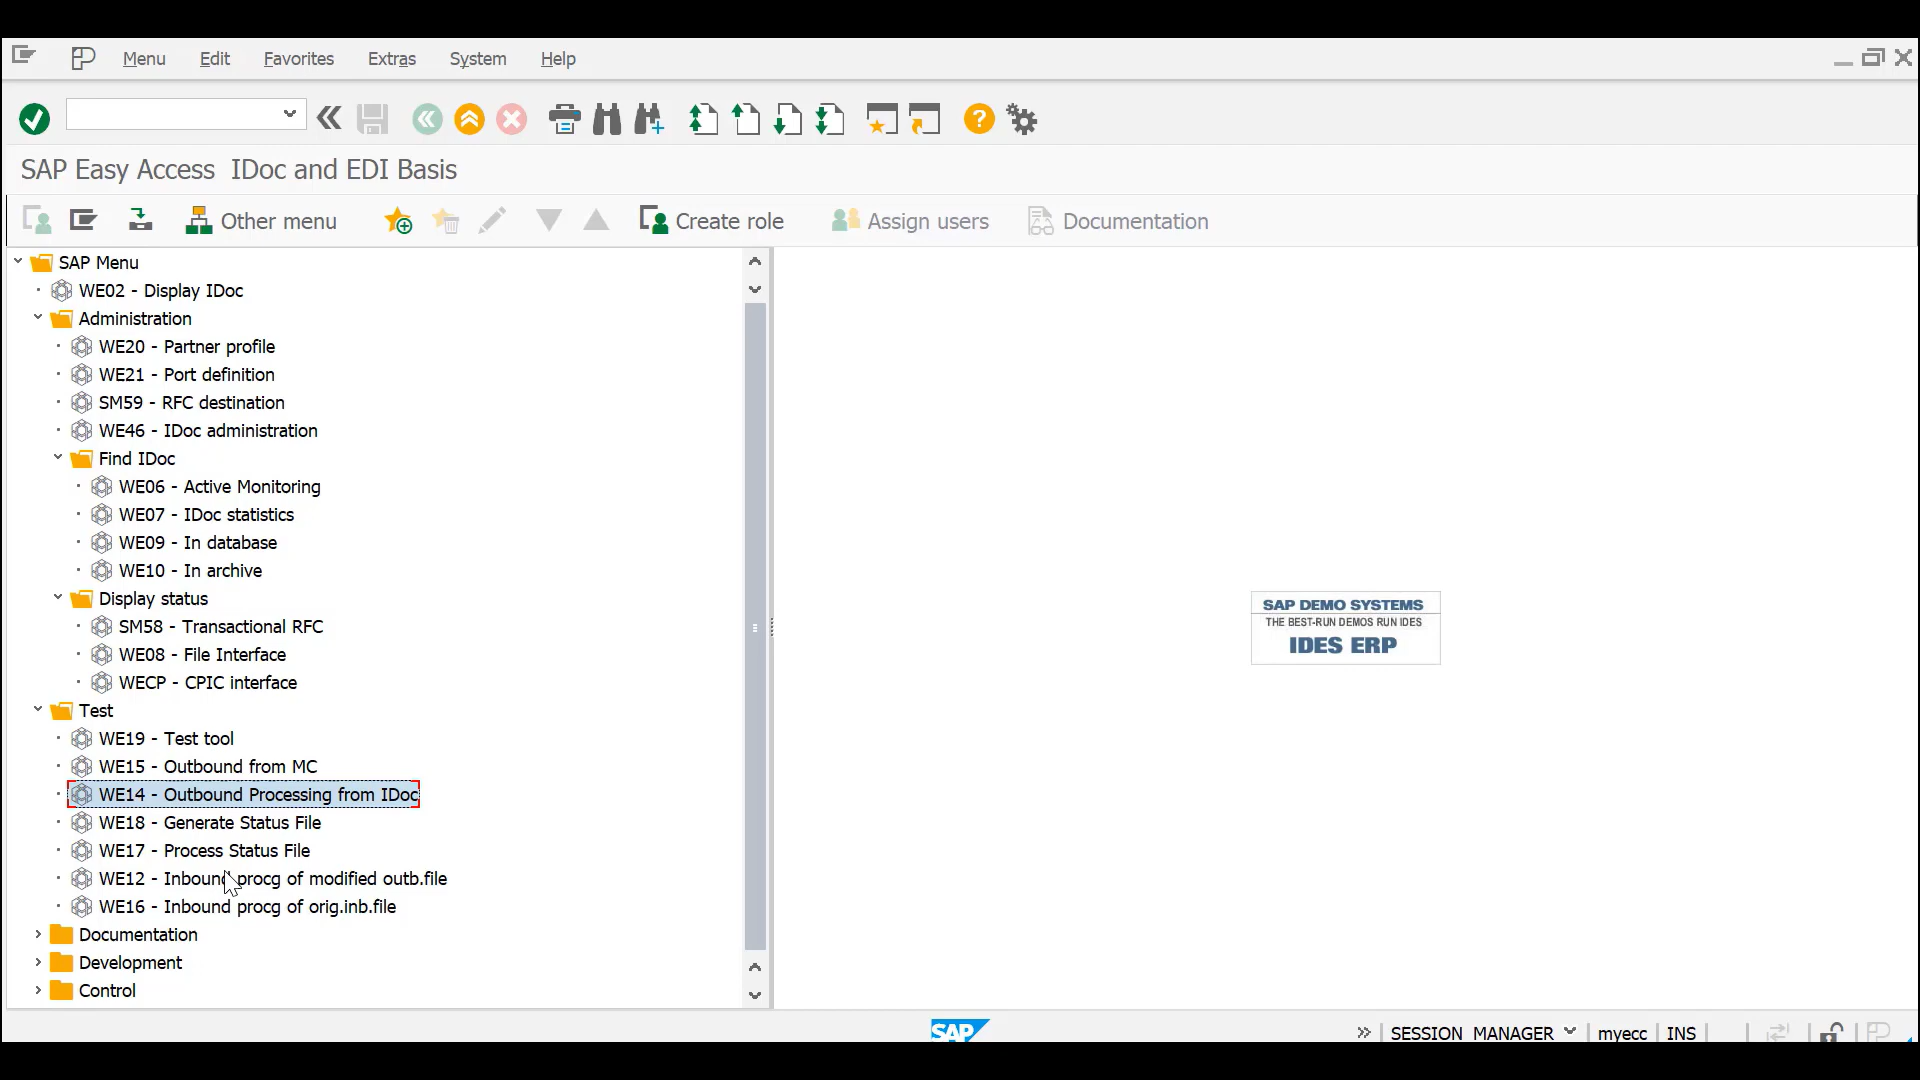 Menu Edit Favorites Extras System Help
SAP Easy Access IDoc and EDI Basis
Other menu Create role Assign users Documentation
SAP Menu
WE02 - Display IDoc
Administration
WE20 - Partner profile
WE21 - Port definition
SM59 - RFC destination
WE46 - IDoc administration
Find IDoc
WE06 - Active Monitoring
WE07 - IDoc statistics
WE09 - In database
WE10 - In archive
Display status
SM58 - Transactional RFC
WE08 - File Interface
WECP - CPIC interface
Test
WE19 - Test tool
WE15 - Outbound from MC
WE14 - Outbound Processing from IDoc
WE18 - Generate Status File
WE17 - Process Status File
WE12 - Inbound procg of modified outb.file
WE16 - Inbound procg of orig.inb.file
Documentation
Development
Control
SAP DEMO SYSTEMS
THE BEST-RUN DEMOS RUN IDES
IDES ERP
SAP
SESSION_MANAGER myecc INS